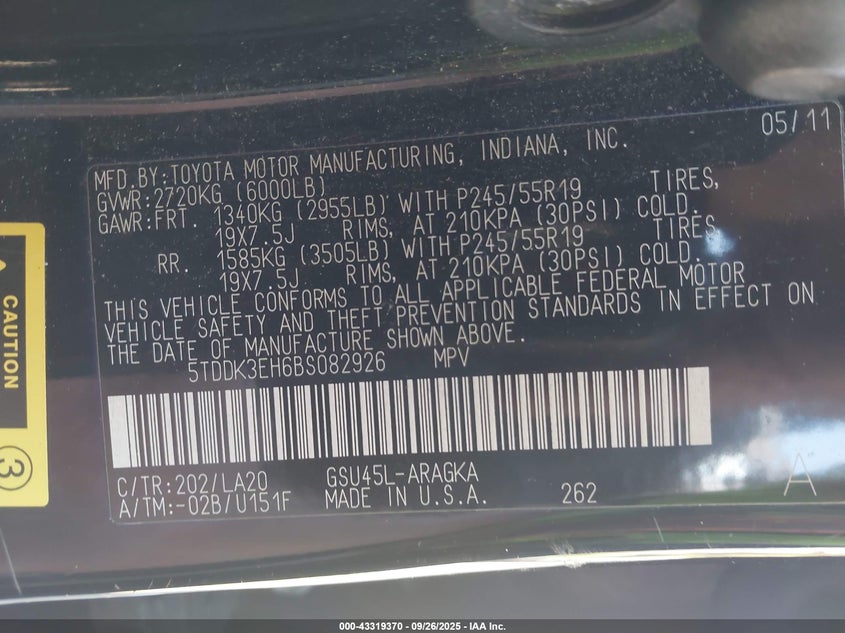 05/11
MFD.BY:TOYOTA MOTOR MANUFACTURING, INDIANA, INC.
GVWR:2720KG (6000LB)
GAWR:FRT. 1340KG (2955LB) WITH P245/55R19 TIRES,
19X7.5J RIMS, AT 210KPA (30PSI) COLD.
RR. 1585KG (3505LB) WITH P245/55R19 TIRES,
19X7.5J RIMS, AT 210KPA (30PSI) COLD.
THIS VEHICLE CONFORMS TO ALL APPLICABLE FEDERAL MOTOR
VEHICLE SAFETY AND THEFT PREVENTION STANDARDS IN EFFECT ON
THE DATE OF MANUFACTURE SHOWN ABOVE.
5TDDK3EH6BS082926 MPV
C/TR:202/LA20 GSU45L-ARAGKA
A/TM:-02B/U151F MADE IN U.S.A. 262
A
CAUTION
3
000-43319370 - 09/26/2025 - IAA Inc.